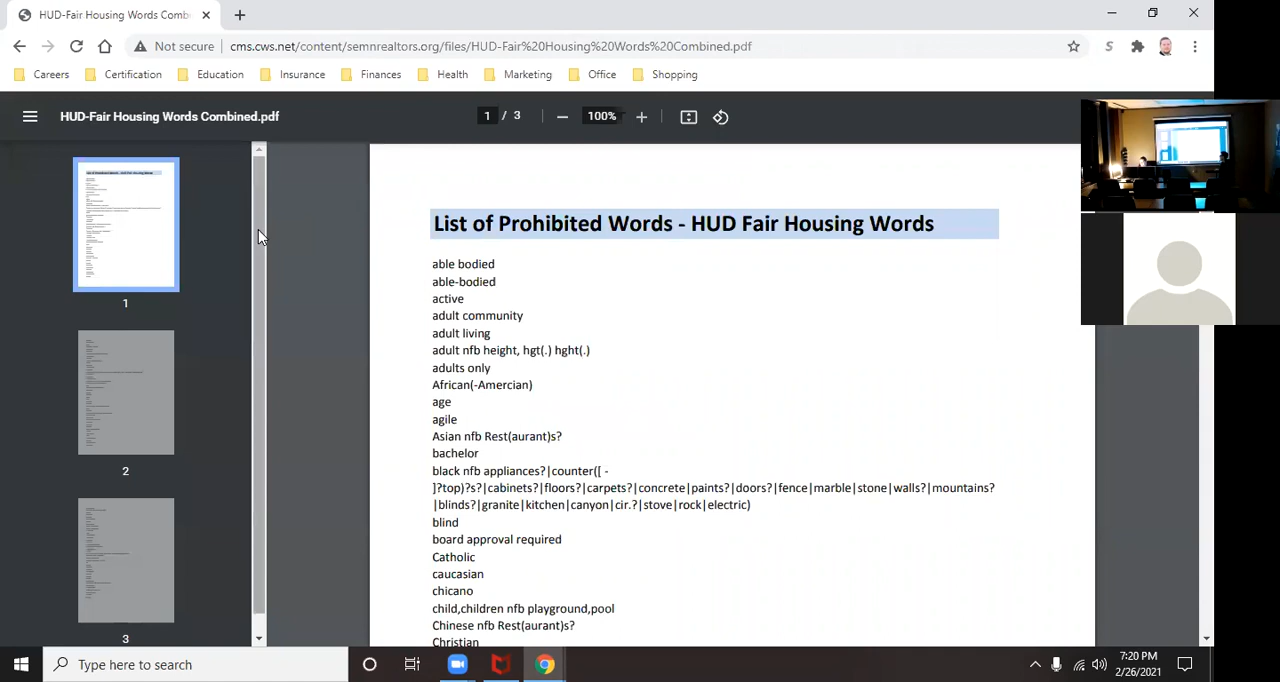 HUD-Fair Housing Words Comb
Not secure cms.cws.net/content/semnrealtors.org/files/HUD-Fair%20Housing%20Words%20Combined.pdf
Careers Certification Education Insurance Finances Health Marketing Office Shopping
HUD-Fair Housing Words Combined.pdf 1 / 3 100%
List of Prohibited Words - HUD Fair Housing Words
able bodied
able-bodied
active
adult community
adult living
adult nfb height, hgt(.) hght(.)
adults only
African(-Amercian)
age
agile
Asian nfb Rest(aurant)s?
bachelor
black nfb appliances?|counter([ -
]?top)?s?|cabinets?|floors?|carpets?|concrete|paints?|doors?|fence|marble|stone|walls?|mountains?
|blinds?|granite|kitchen|canyon|cir.?|stove|rock|electric)
blind
board approval required
Catholic
caucasian
chicano
child,children nfb playground,pool
Chinese nfb Rest(aurant)s?
Christian
1
2
3
Type here to search
7:20 PM
2/26/2021